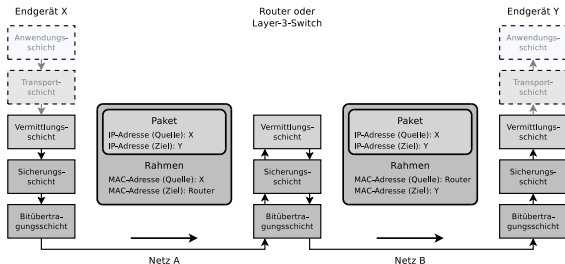 Endgerät X
Anwendungs-
schicht
Transport-
schicht
Vermittlungs-
schicht
Sicherungs-
schicht
Bitübertra-
gungsschicht
Paket
IP-Adresse (Quelle): X
IP-Adresse (Ziel): Y
Rahmen
MAC-Adresse (Quelle): X
MAC-Adresse (Ziel): Router
Netz A
Router oder
Layer-3-Switch
Vermittlungs-
schicht
Sicherungs-
schicht
Bitübertra-
gungsschicht
Paket
IP-Adresse (Quelle): X
IP-Adresse (Ziel): Y
Rahmen
MAC-Adresse (Quelle): Router
MAC-Adresse (Ziel): Y
Netz B
Endgerät Y
Anwendungs-
schicht
Transport-
schicht
Vermittlungs-
schicht
Sicherungs-
schicht
Bitübertra-
gungsschicht